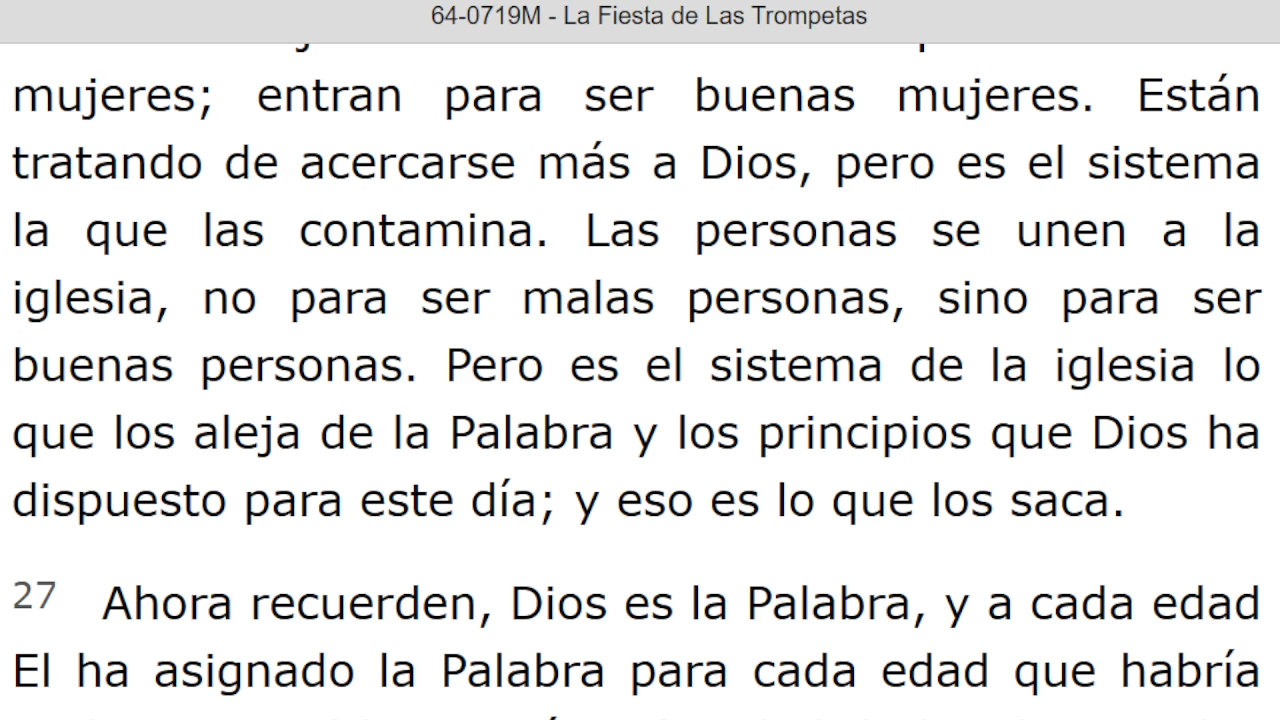 64-0719M - La Fiesta de Las Trompetas
mujeres; entran para ser buenas mujeres. Están
tratando de acercarse más a Dios, pero es el sistema
la que las contamina. Las personas se unen a la
iglesia, no para ser malas personas, sino para ser
buenas personas. Pero es el sistema de la iglesia lo
que los aleja de la Palabra y los principios que Dios ha
dispuesto para este día; y eso es lo que los saca.
27 Ahora recuerden, Dios es la Palabra, y a cada edad
El ha asignado la Palabra para cada edad que habría